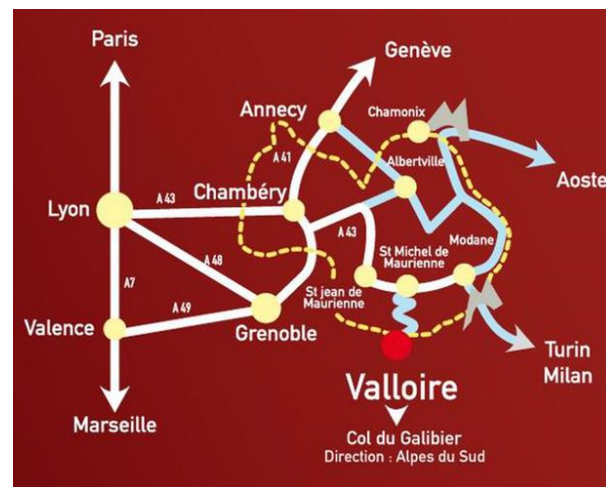 Paris
Genève
Annecy
Chamonix
A 41
Albertville
Aoste
A 43
Chambéry
Lyon
A 43
St Michel de
Maurienne
Modane
A 48
A7
St jean de
Maurienne
A 49
Valence
Grenoble
Turin
Milan
Valloire
Marseille
Col du Galibier
Direction : Alpes du Sud